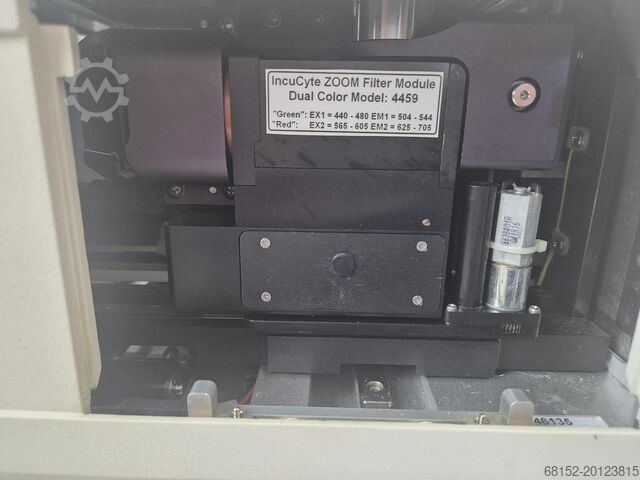 IncuCyte ZOOM Filter Module
Dual Color Model: 4459
"Green": EX1 = 440 - 480 EM1 = 504 - 544
"Red": EX2 = 565 - 605 EM2 = 625 - 705
46135
68152-20123815